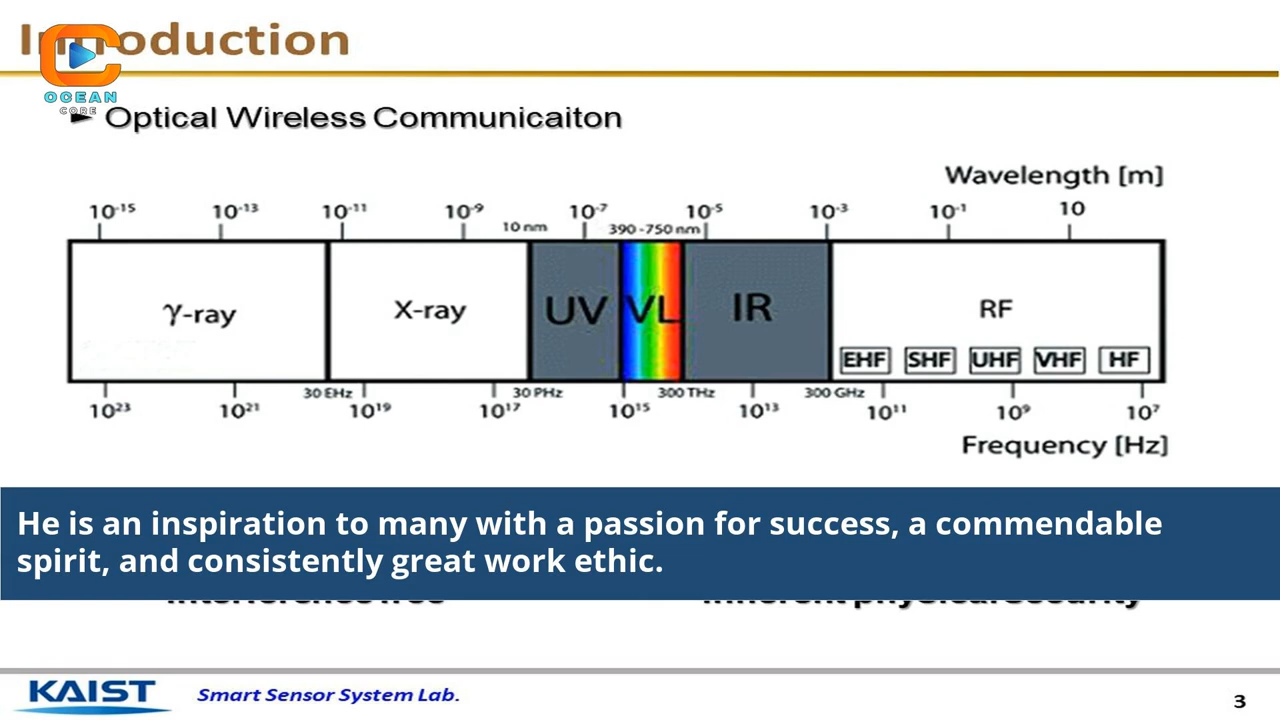 Introduction
OCEAN
CORE
► Optical Wireless Communicaiton
Wavelength [m]
10⁻¹⁵ 10⁻¹³ 10⁻¹¹ 10⁻⁹ 10⁻⁷ 10⁻⁵ 10⁻³ 10⁻¹ 10
10 nm 390 -750 nm
γ-ray X-ray UV VL IR RF
EHF SHF UHF VHF HF
30 EHz 30 PHz 300 THz 300 GHz
10²³ 10²¹ 10¹⁹ 10¹⁷ 10¹⁵ 10¹³ 10¹¹ 10⁹ 10⁷
Frequency [Hz]
He is an inspiration to many with a passion for success, a commendable
spirit, and consistently great work ethic.
Inherent physical security
KAIST Smart Sensor System Lab.
3